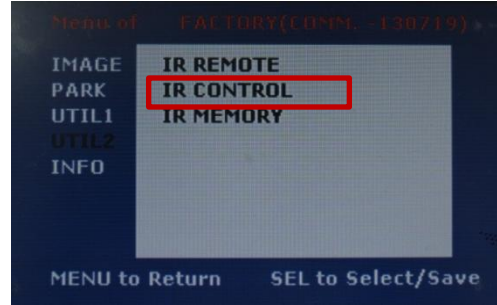 Menu of FACTORY(COMM. -130719)
IMAGE IR REMOTE
PARK IR CONTROL
UTIL1 IR MEMORY
UTIL2
INFO
MENU to Return SEL to Select/Save